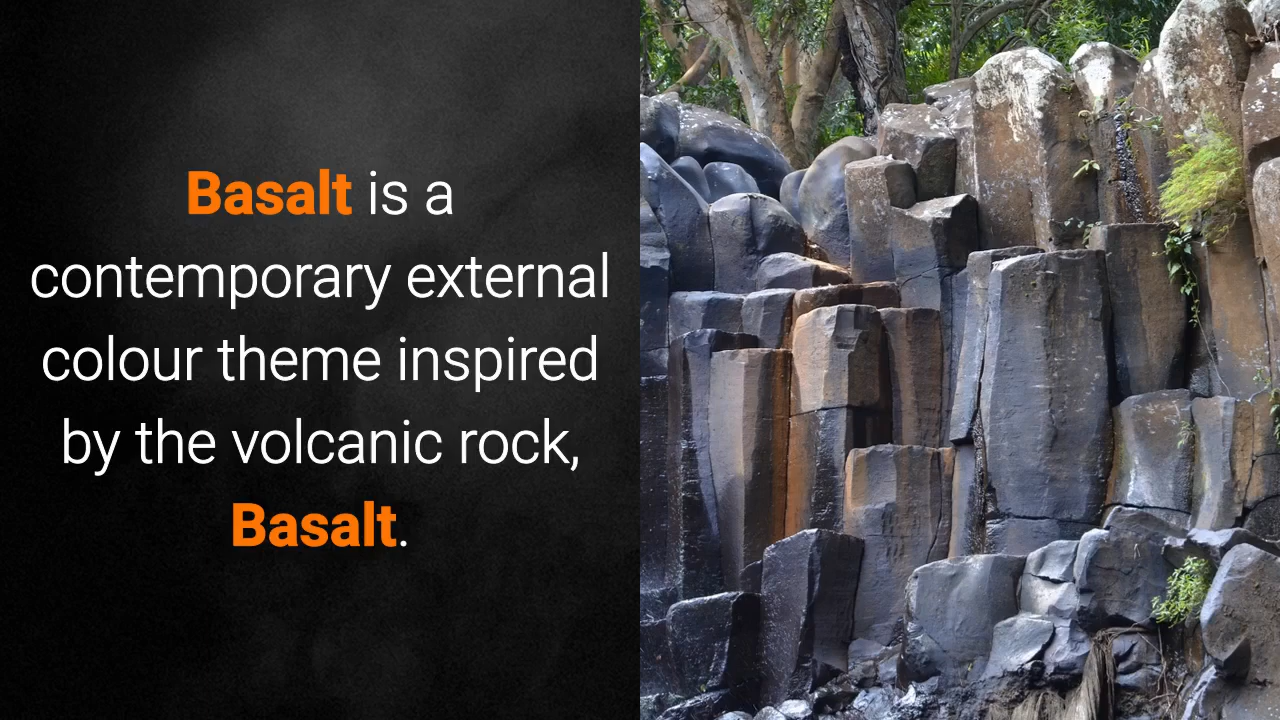 Basalt is a
contemporary external
colour theme inspired
by the volcanic rock,
Basalt.